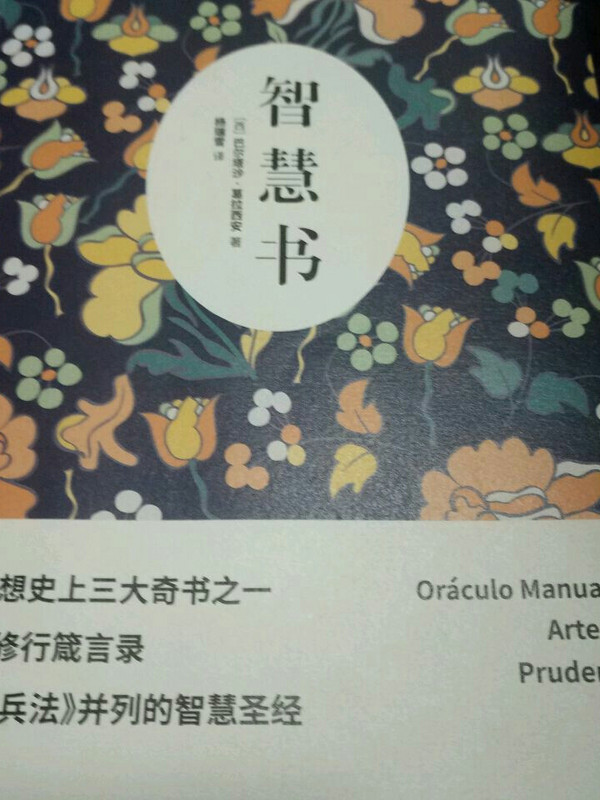 智慧书
[西] 巴尔塔沙·葛拉西安 著
译
想史上三大奇书之一
修行箴言录
兵法》并列的智慧圣经
Oráculo Manua
Arte
Pruden